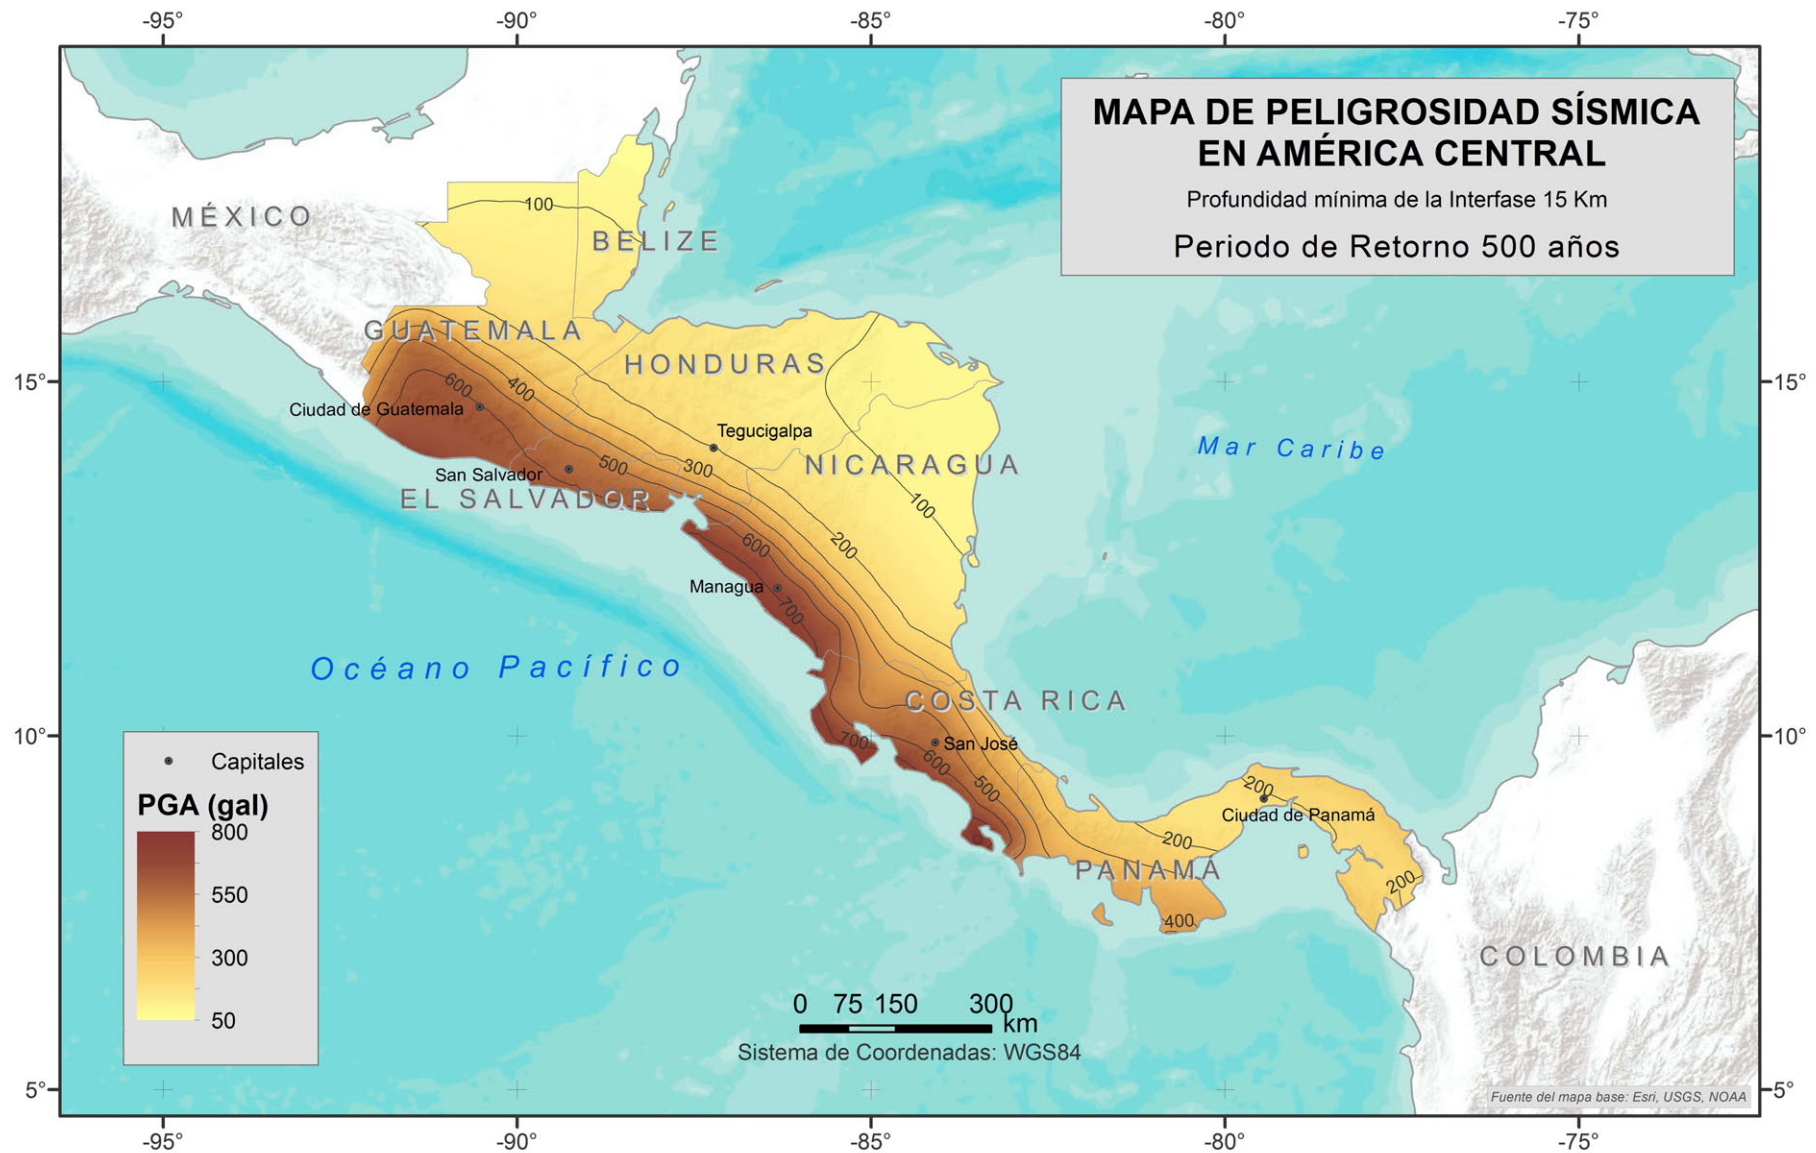 -95°
-90°
-85°
-80°
-75°
MAPA DE PELIGROSIDAD SÍSMICA
EN AMÉRICA CENTRAL
Profundidad mínima de la Interfase 15 Km
Periodo de Retorno 500 años
MÉXICO
100
BELIZE
GUATEMALA
HONDURAS
15°
15°
600
400
Ciudad de Guatemala
Tegucigalpa
Mar Caribe
NICARAGUA
San Salvador
500
300
EL SALVADOR
100
600
200
Managua
700
Océano Pacífico
COSTA RICA
10°
10°
700
San José
600
500
200
Ciudad de Panamá
200
PANAMÁ
200
400
COLOMBIA
Capitales
PGA (gal)
800
550
300
50
0 75 150 300
km
Sistema de Coordenadas: WGS84
5°
5°
Fuente del mapa base: Esri, USGS, NOAA
-95°
-90°
-85°
-80°
-75°